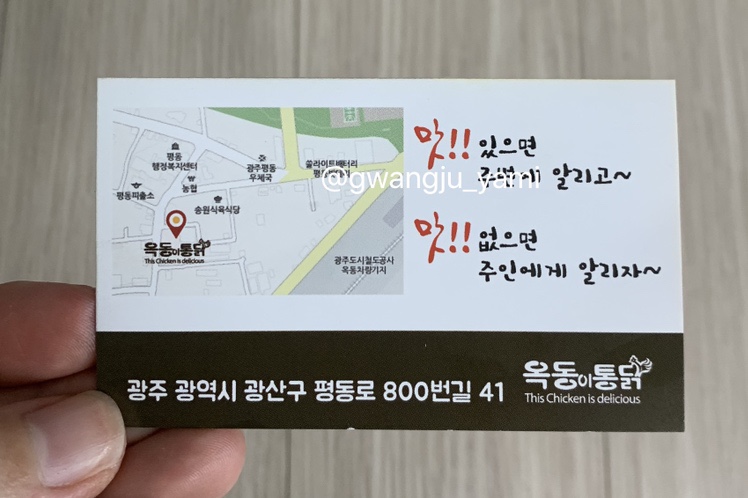 평동
행정복지센터
농협
광주평동
우체국
쏠라이트배터리
평동피출소
송원식육식당
옥동이통닭
This Chicken is delicious
광주도시철도공사
옥동차량기지
맛!! 있으면
알리고~
@gwangju_yami
맛!! 없으면
주인에게 알리자~
광주 광역시 광산구 평동로 800번길 41
옥동이통닭
This Chicken is delicious